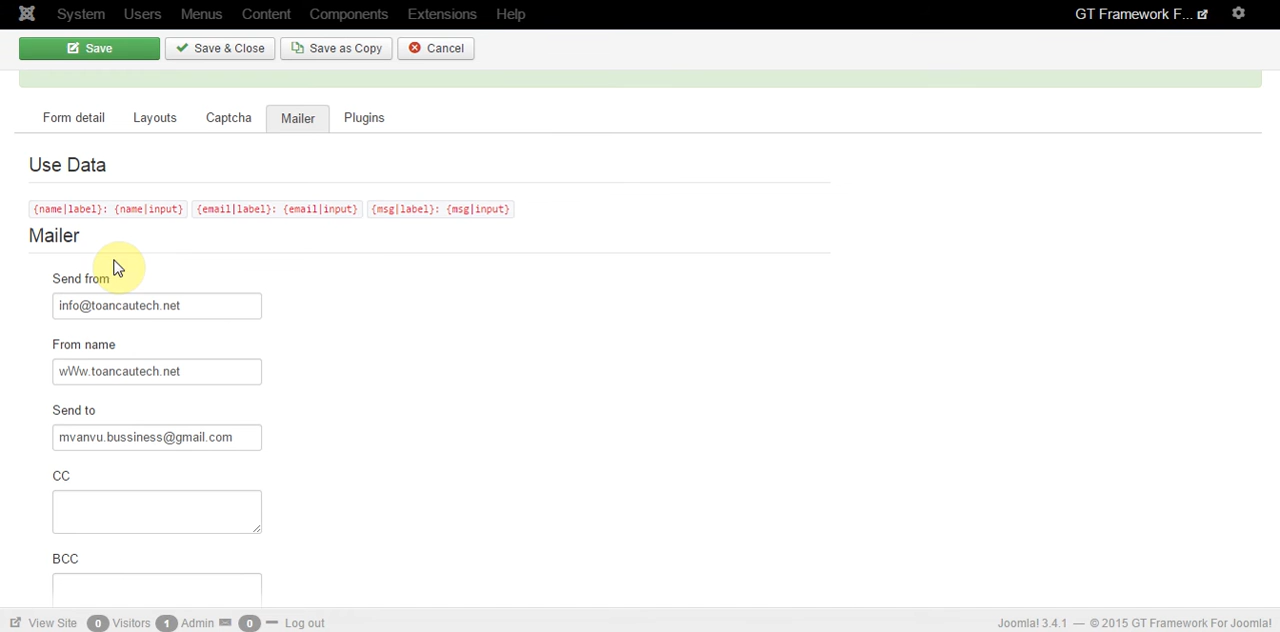 System Users Menus Content Components Extensions Help GT Framework F...
Save Save & Close Save as Copy Cancel
Form detail Layouts Captcha Mailer Plugins
Use Data
{name|label}: {name|input} {email|label}: {email|input} {msg|label}: {msg|input}
Mailer
Send from
info@toancautech.net
From name
wWw.toancautech.net
Send to
mvanvu.bussiness@gmail.com
CC
BCC
View Site 0 Visitors 1 Admin 0 Log out Joomla! 3.4.1 — © 2015 GT Framework For Joomla!